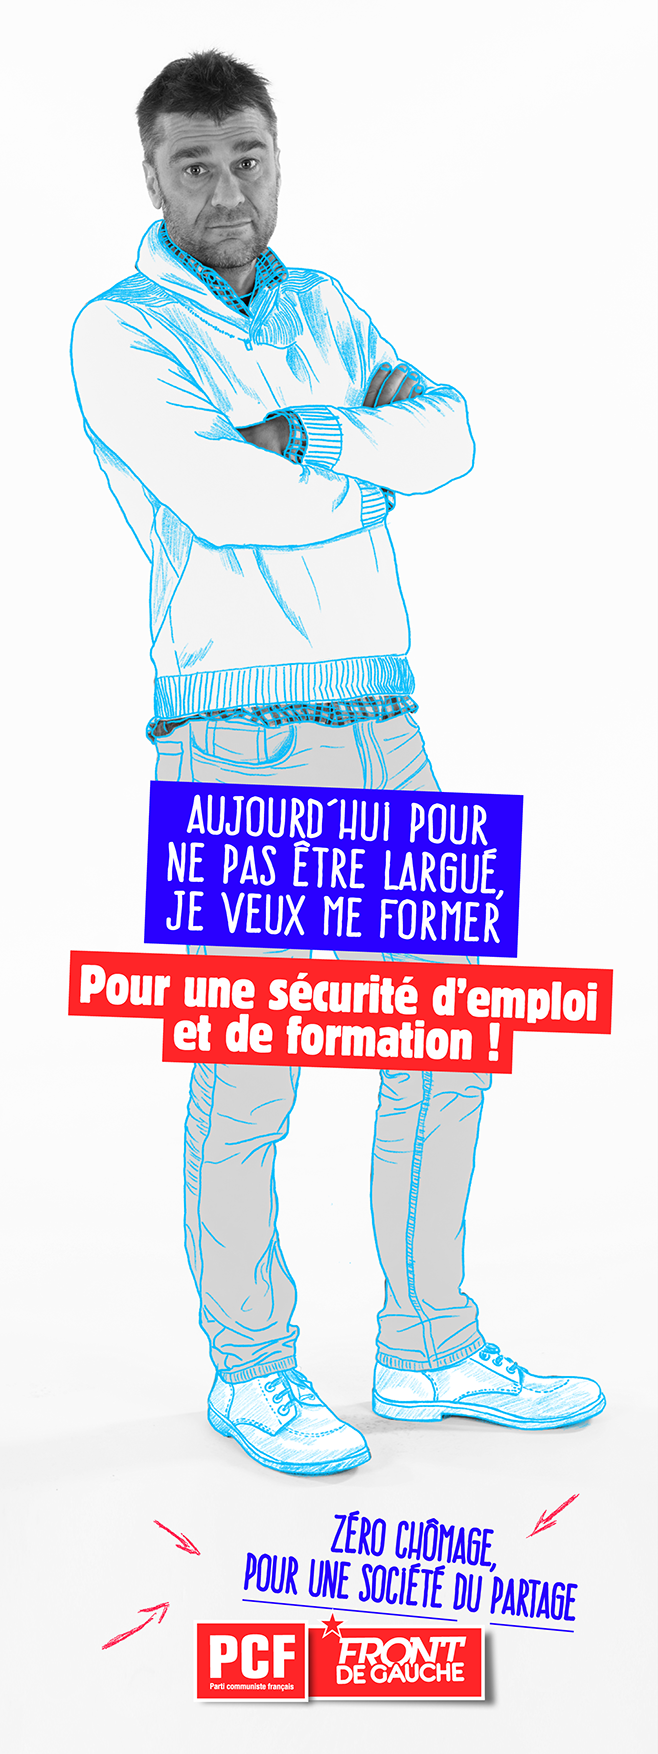 AUJOURD'HUI POUR
NE PAS ÊTRE LARGUÉ,
JE VEUX ME FORMER
Pour une sécurité d'emploi
et de formation !
ZÉRO CHÔMAGE,
POUR UNE SOCIÉTÉ DU PARTAGE
PCF
Parti communiste français
FRONT
DE GAUCHE